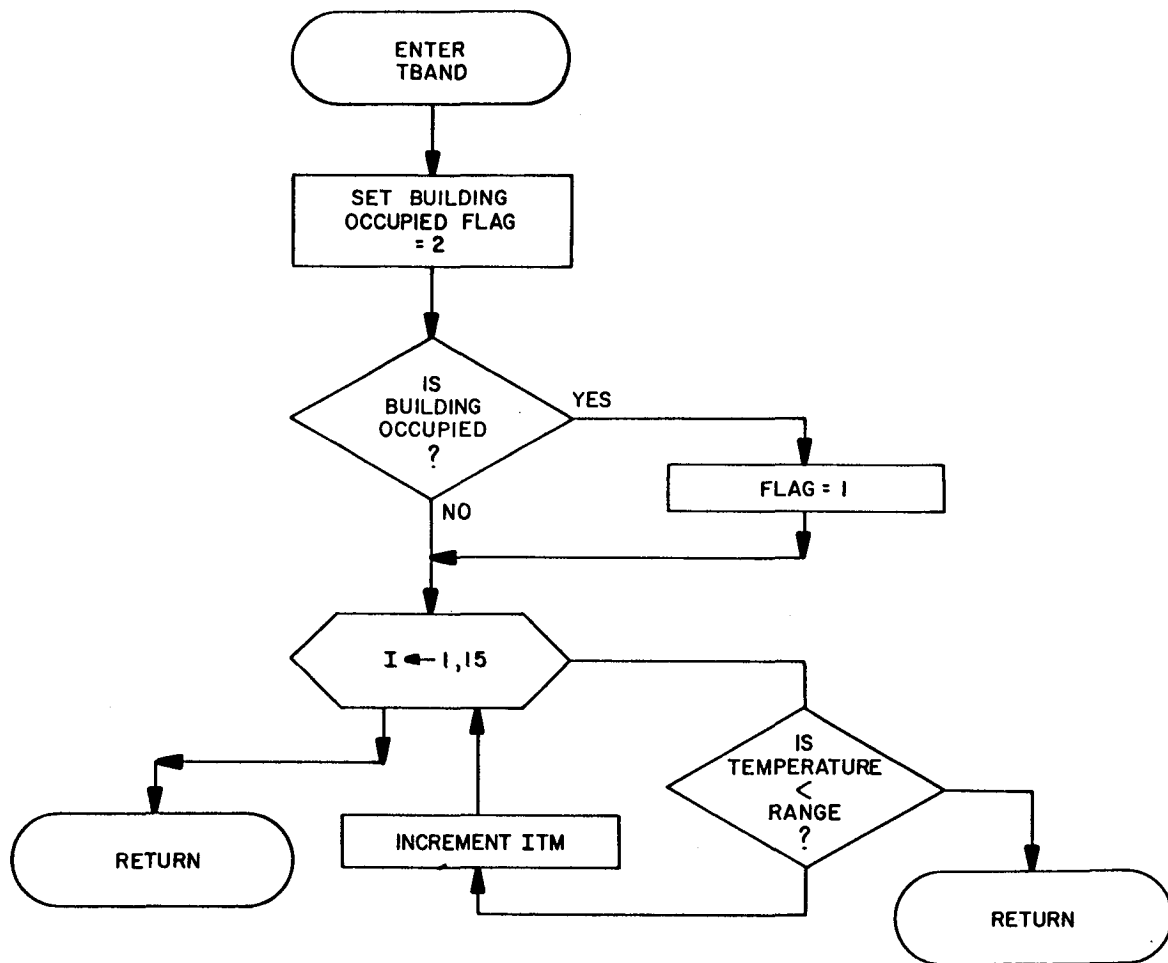 ENTER
TBAND
SET BUILDING
OCCUPIED FLAG
= 2
IS
BUILDING
OCCUPIED
?
YES
FLAG = 1
NO
I ← 1,15
IS
TEMPERATURE
<
RANGE
?
INCREMENT ITM
RETURN
RETURN